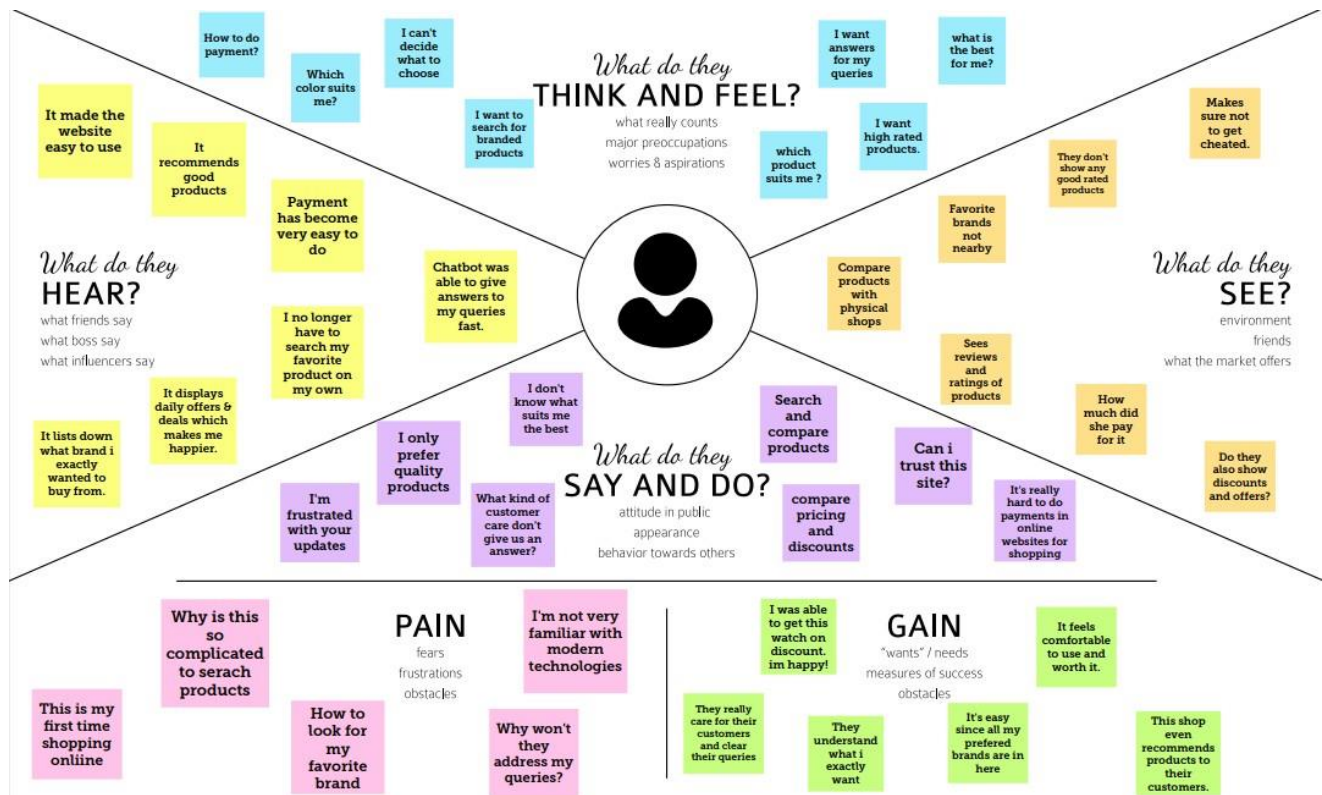 How to do
payment?
Which
color suits
me?
I can't
decide
what to
choose
I want to
search for
branded
products
What do they
THINK AND FEEL?
what really counts
major preoccupations
worries & aspirations
I want
answers
for my
queries
what is
the best
for me?
I want
high rated
products.
which
product
suits me ?
It made the
website
easy to use
It
recommends
good
products
Payment
has become
very easy to
do
Chatbot was
able to give
answers to
my queries
fast.
What do they
HEAR?
what friends say
what boss say
what influencers say
I no longer
have to
search my
favorite
product on
my own
It displays
daily offers &
deals which
makes me
happier.
It lists down
what brand i
exactly
wanted to
buy from.
Makes
sure not
to get
cheated.
They don't
show any
good rated
products
Favorite
brands
not
nearby
Compare
products
with
physical
shops
What do they
SEE?
environment
friends
what the market offers
Sees
reviews
and
ratings of
products
How
much did
she pay
for it
Do they
also show
discounts
and offers?
I don't
know what
suits me
the best
I only
prefer
quality
products
I'm
frustrated
with your
updates
What kind of
customer
care don't
give us an
answer?
What do they
SAY AND DO?
attitude in public
appearance
behavior towards others
Search
and
compare
products
Can i
trust this
site?
compare
pricing
and
discounts
It's really
hard to do
payments in
online
websites for
shopping
Why is this
so
complicated
to serach
products
PAIN
fears
frustrations
obstacles
I'm not very
familiar with
modern
technologies
This is my
first time
shopping
onliine
How to
look for
my
favorite
brand
Why won't
they
address my
queries?
I was able
to get this
watch on
discount.
im happy!
GAIN
"wants" / needs
measures of success
obstacles
It feels
comfortable
to use and
worth it.
They really
care for their
customers
and clear
their queries
They
understand
what i
exactly
want
It's easy
since all my
prefered
brands are in
here
This shop
even
recommends
products to
their
customers.